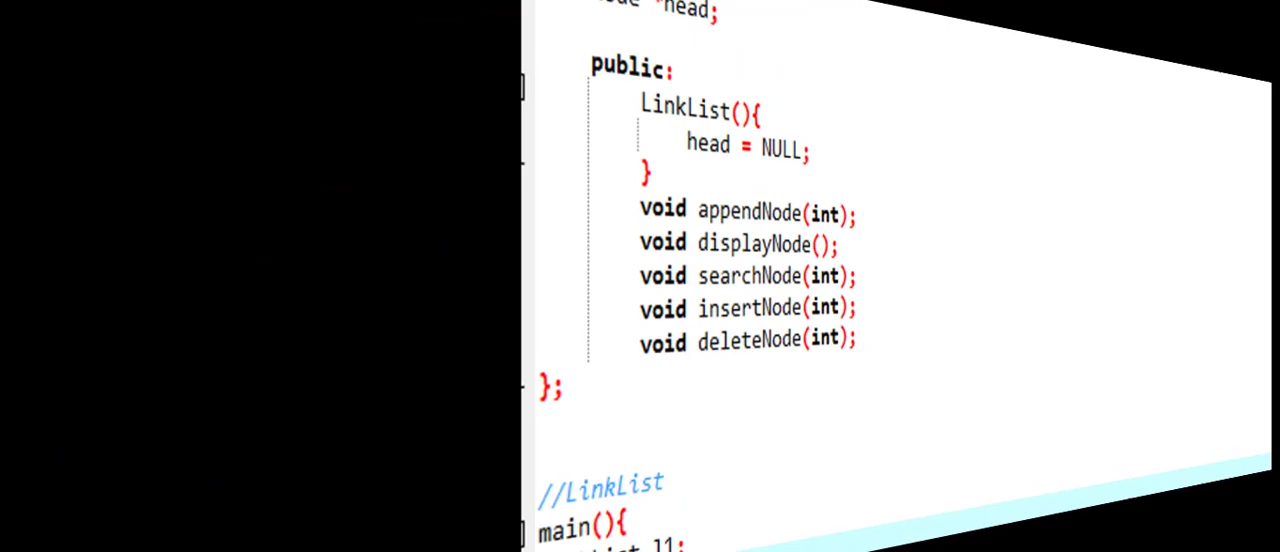 *head;
public:
LinkList(){
head = NULL;
}
void appendNode(int);
void displayNode();
void searchNode(int);
void insertNode(int);
void deleteNode(int);
};
//LinkList
main(){
l1;